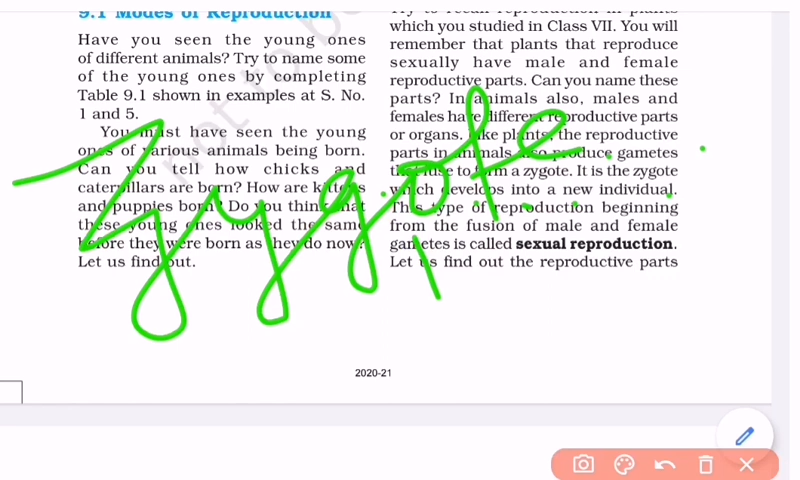 9.1 Modes of Reproduction
Have you seen the young ones
of different animals? Try to name some
of the young ones by completing
Table 9.1 shown in examples at S. No.
1 and 5.
You must have seen the young
ones of various animals being born.
Can you tell how chicks and
caterpillars are born? How are kittens
and puppies born? Do you think that
these young ones looked the same
before they were born as they do now?
Let us find out.
Try to recall reproduction in plants
which you studied in Class VII. You will
remember that plants that reproduce
sexually have male and female
reproductive parts. Can you name these
parts? In animals also, males and
females have different reproductive parts
or organs. Like plants, the reproductive
parts in animals also produce gametes
that fuse to form a zygote. It is the zygote
which develops into a new individual.
This type of reproduction beginning
from the fusion of male and female
gametes is called sexual reproduction.
Let us find out the reproductive parts
Zygote
not to be
2020-21